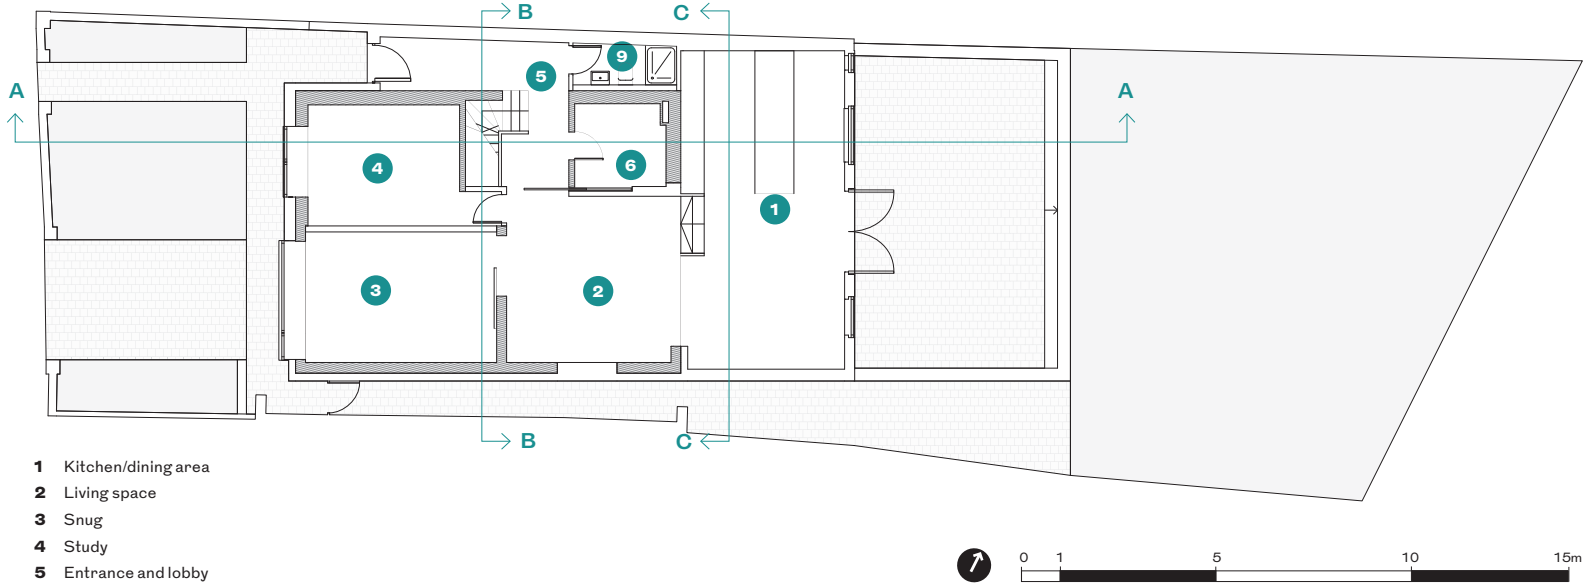 B
C
9
5
A
A
4
6
1
3
2
B
C
1 Kitchen/dining area
2 Living space
3 Snug
4 Study
5 Entrance and lobby
0 1 5 10 15m